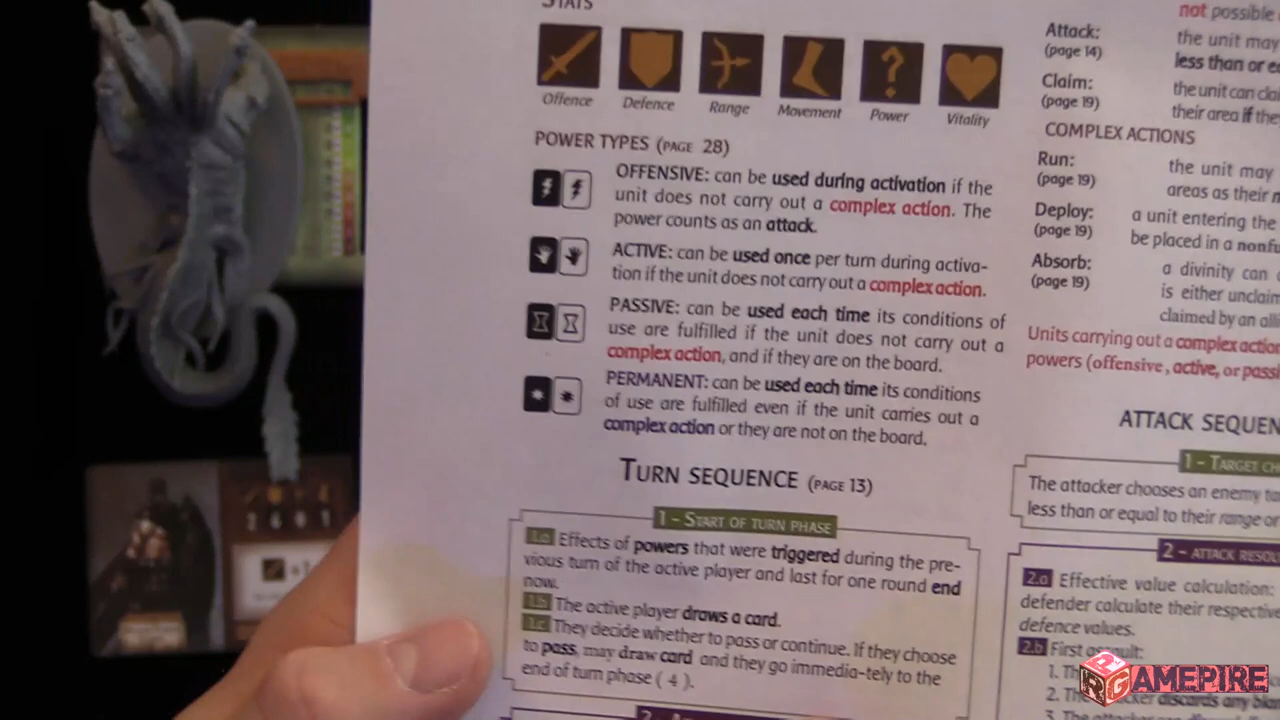 STATS
Offence Defence Range Movement Power Vitality
POWER TYPES (PAGE 28)
OFFENSIVE: can be used during activation if the
unit does not carry out a complex action. The
power counts as an attack.
ACTIVE: can be used once per turn during activa-
tion if the unit does not carry out a complex action.
PASSIVE: can be used each time its conditions of
use are fulfilled if the unit does not carry out a
complex action, and if they are on the board.
PERMANENT: can be used each time its conditions
of use are fulfilled even if the unit carries out a
complex action or they are not on the board.
TURN SEQUENCE (PAGE 13)
1 - START OF TURN PHASE
1.a Effects of powers that were triggered during the pre-
vious turn of the active player and last for one round end
now.
1.b The active player draws a card.
1.c They decide whether to pass or continue. If they choose
to pass, may draw card and they go immedia-tely to the
end of turn phase ( 4 ).
2 -
not possible
Attack: the unit may
(page 14) less than or
Claim: the unit can
(page 19) their area if they
COMPLEX ACTIONS
Run: the unit may
(page 19) areas as their
Deploy: a unit entering the
(page 19) be placed in a
Absorb: a divinity can
(page 19) is either
claimed by an
Units carrying out a complex action
powers (offensive, active, or
ATTACK
1 - TARGET
The attacker chooses an enemy
less than or equal to their range or
2 - ATTACK
2.a Effective value calculation:
defender calculate their respective
defence values.
2.b First assault:
1.
2. discards any
3. The attacker
2 6 0 1
RGAMEPIRE